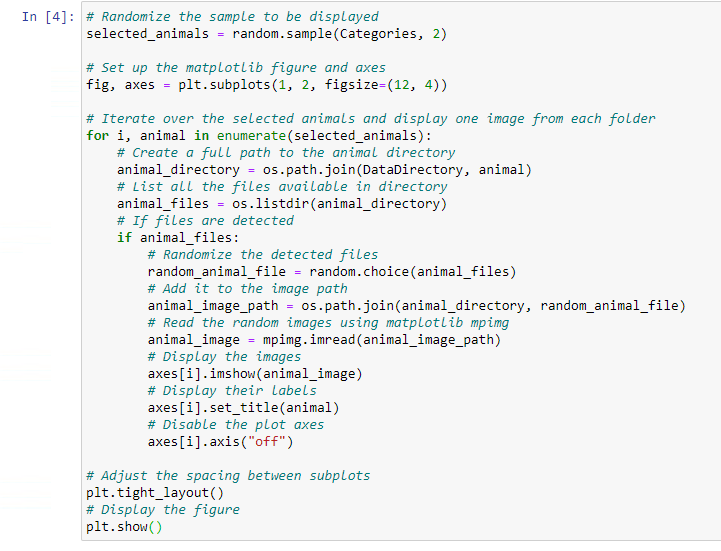 In [4]: # Randomize the sample to be displayed
selected_animals = random.sample(Categories, 2)

# Set up the matplotlib figure and axes
fig, axes = plt.subplots(1, 2, figsize=(12, 4))

# Iterate over the selected animals and display one image from each folder
for i, animal in enumerate(selected_animals):
    # Create a full path to the animal directory
    animal_directory = os.path.join(DataDirectory, animal)
    # List all the files available in directory
    animal_files = os.listdir(animal_directory)
    # If files are detected
    if animal_files:
        # Randomize the detected files
        random_animal_file = random.choice(animal_files)
        # Add it to the image path
        animal_image_path = os.path.join(animal_directory, random_animal_file)
        # Read the random images using matplotlib mpimg
        animal_image = mpimg.imread(animal_image_path)
        # Display the images
        axes[i].imshow(animal_image)
        # Display their labels
        axes[i].set_title(animal)
        # Disable the plot axes
        axes[i].axis("off")

# Adjust the spacing between subplots
plt.tight_layout()
# Display the figure
plt.show()